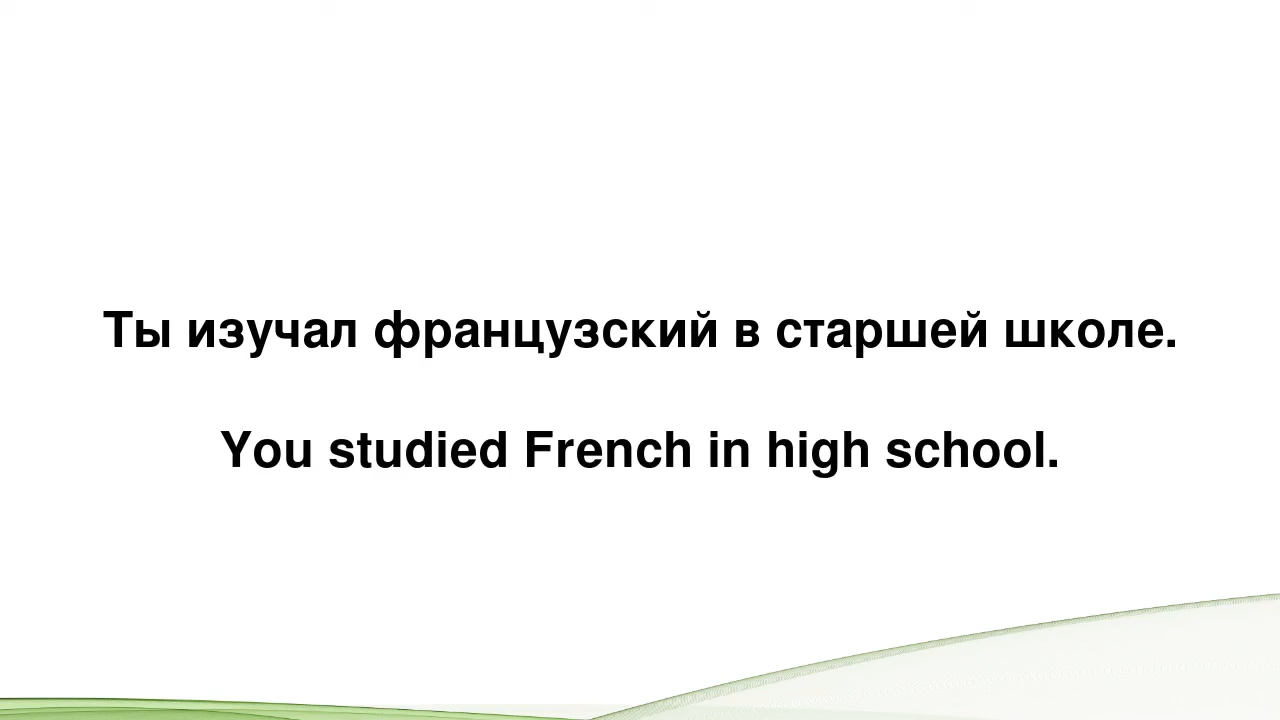 Ты изучал французский в старшей школе.
You studied French in high school.